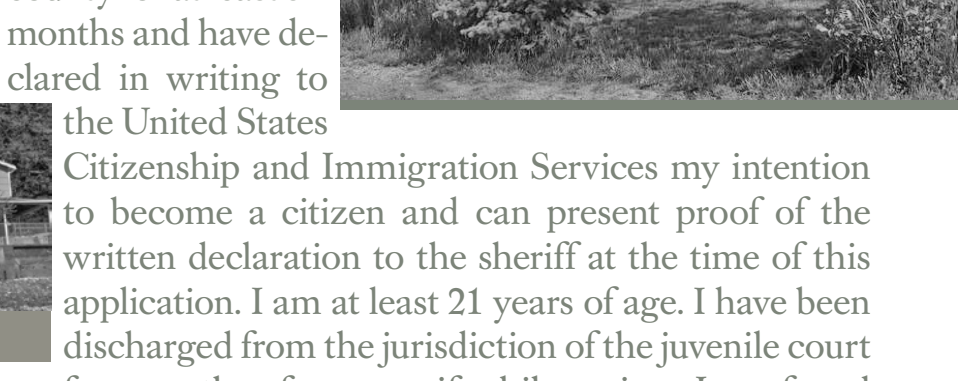 months and have de-
clared in writing to
the United States
Citizenship and Immigration Services my intention
to become a citizen and can present proof of the
written declaration to the sheriff at the time of this
application. I am at least 21 years of age. I have been
discharged from the jurisdiction of the juvenile court